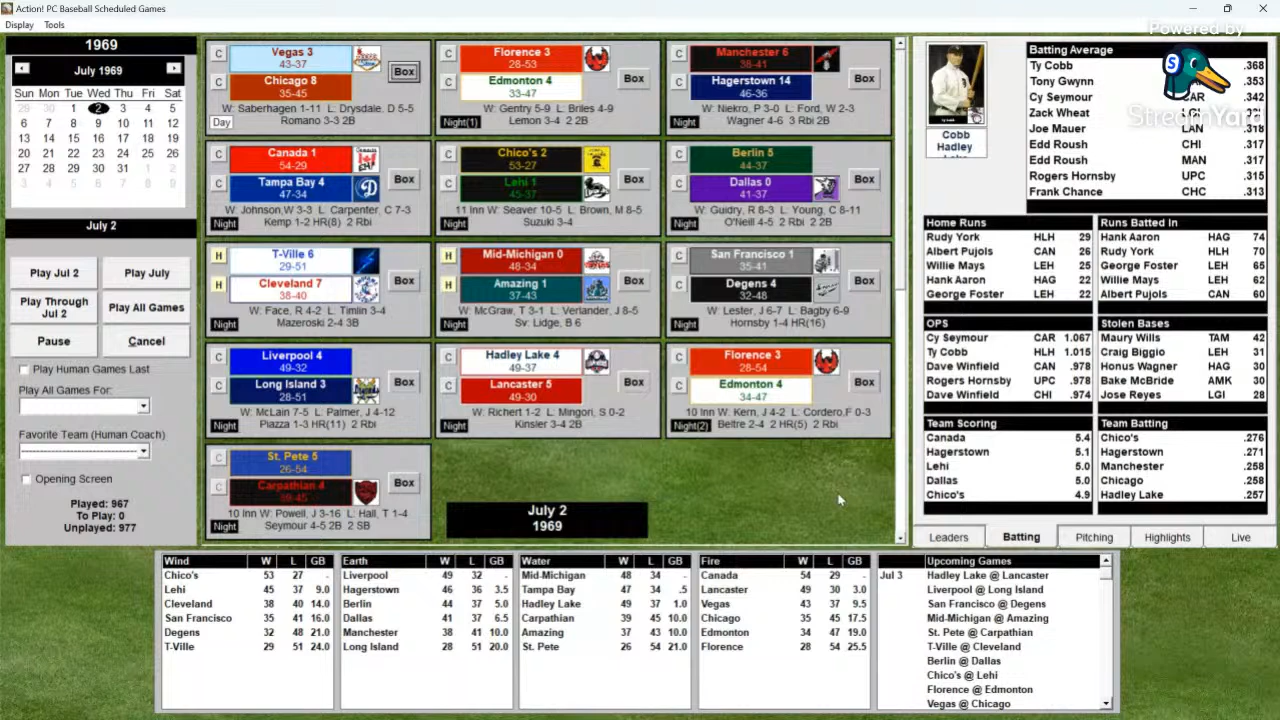 Action! PC Baseball Scheduled Games
Display Tools
Powered by
StreamYard
1969
July 1969
Sun Mon Tue Wed Thu Fri Sat
29 30 1 2 3 4 5
6 7 8 9 10 11 12
13 14 15 16 17 18 19
20 21 22 23 24 25 26
27 28 29 30 31 1 2
3 4 5 6 7 8 9
July 2
Play Jul 2
Play July
Play Through Jul 2
Play All Games
Pause
Cancel
Play Human Games Last
Play All Games For:
Favorite Team (Human Coach)
Opening Screen
Played: 967
To Play: 0
Unplayed: 977
C Vegas 3
43-37
C Chicago 8
35-45
Box
W: Saberhagen 1-11 L: Drysdale. D 5-5
Day Romano 3-3 2B
C Florence 3
28-53
C Edmonton 4
33-47
Box
W: Gentry 5-9 L: Briles 4-9
Night(1) Lemon 3-4 2 2B
C Manchester 6
38-41
C Hagerstown 14
46-36
Box
W: Niekro, P 3-0 L: Ford, W 2-3
Night Wagner 4-6 3 Rbi 2B
C Canada 1
54-29
C Tampa Bay 4
47-34
Box
W: Johnson,W 3-3 L: Carpenter, C 7-3
Night Kemp 1-2 HR(8) 2 Rbi
C Chico's 2
53-27
C Lehi 1
45-37
Box
11 Inn W: Seaver 10-5 L: Brown, M 8-5
Night Suzuki 3-4
C Berlin 5
44-37
C Dallas 0
41-37
Box
W: Guidry, R 8-3 L: Young, C 8-11
Night O'Neill 4-5 2 Rbi 2 2B
H T-Ville 6
29-51
H Cleveland 7
38-40
Box
W: Face, R 4-2 L: Timlin 3-4
Night Mazeroski 2-4 3B
H Mid-Michigan 0
48-34
H Amazing 1
37-43
Box
W: McGraw, T 3-1 L: Verlander, J 8-5
Night Sv: Lidge, B 6
C San Francisco 1
35-41
C Degens 4
32-48
Box
W: Lester, J 6-7 L: Bagby 6-9
Night Hornsby 1-4 HR(16)
C Liverpool 4
49-32
C Long Island 3
28-51
Box
W: McLain 7-5 L: Palmer, J 4-12
Night Piazza 1-3 HR(11) 2 Rbi
C Hadley Lake 4
49-37
C Lancaster 5
49-30
Box
W: Richert 1-2 L: Mingori, S 0-2
Night Kinsler 3-4 2B
C Florence 3
28-54
C Edmonton 4
34-47
Box
10 Inn W: Kern, J 4-2 L: Cordero.F 0-3
Night(2) Beltre 2-4 2 HR(5) 2 Rbi
C St. Pete 5
26-54
C Carpathian 4
39-45
Box
10 Inn W: Powell, J 3-16 L: Hall, T 1-4
Night Seymour 4-5 2B 2 SB
July 2
1969
Cobb
Hadley
Batting Average
Ty Cobb .368
Tony Gwynn .353
Cy Seymour CAR .342
Zack Wheat
Joe Mauer LAN .318
Edd Roush CHI .317
Edd Roush MAN .317
Rogers Hornsby UPC .315
Frank Chance CHC .313
Home Runs
Rudy York HLH 29
Albert Pujols CAN 26
Willie Mays LEH 25
Hank Aaron HAG 22
George Foster LEH 22
Runs Batted In
Hank Aaron HAG 74
Rudy York HLH 70
George Foster LEH 65
Willie Mays LEH 62
Albert Pujols CAN 60
OPS
Cy Seymour CAR 1.067
Ty Cobb HLH 1.015
Dave Winfield CAR .978
Rogers Hornsby UPC .978
Dave Winfield CHI .974
Stolen Bases
Maury Wills TAM 42
Craig Biggio LEH 31
Honus Wagner HAG 30
Bake McBride AMK 30
Jose Reyes LGI 28
Team Scoring
Canada 5.4
Hagerstown 5.1
Lehi 5.0
Dallas 5.0
Chico's 4.9
Team Batting
Chico's .276
Hagerstown .271
Manchester .258
Chicago .258
Hadley Lake .257
Leaders Batting Pitching Highlights Live
Wind W L GB
Chico's 53 27 -
Lehi 45 37 9.0
Cleveland 38 40 14.0
San Francisco 35 41 16.0
Degens 32 48 21.0
T-Ville 29 51 24.0
Earth W L GB
Liverpool 49 32 -
Hagerstown 46 36 3.5
Berlin 44 37 5.0
Dallas 41 37 6.5
Manchester 38 41 10.0
Long Island 28 51 20.0
Water W L GB
Mid-Michigan 48 34 -
Tampa Bay 47 34 .5
Hadley Lake 49 37 1.0
Carpathian 39 45 10.0
Amazing 37 43 10.0
St. Pete 26 54 21.0
Fire W L GB
Canada 54 29 -
Lancaster 49 30 3.0
Vegas 43 37 9.5
Chicago 35 45 17.5
Edmonton 34 47 19.0
Florence 28 54 25.5
Upcoming Games
Jul 3 Hadley Lake @ Lancaster
Liverpool @ Long Island
San Francisco @ Degens
Mid-Michigan @ Amazing
St. Pete @ Carpathian
T-Ville @ Cleveland
Berlin @ Dallas
Chico's @ Lehi
Florence @ Edmonton
Vegas @ Chicago